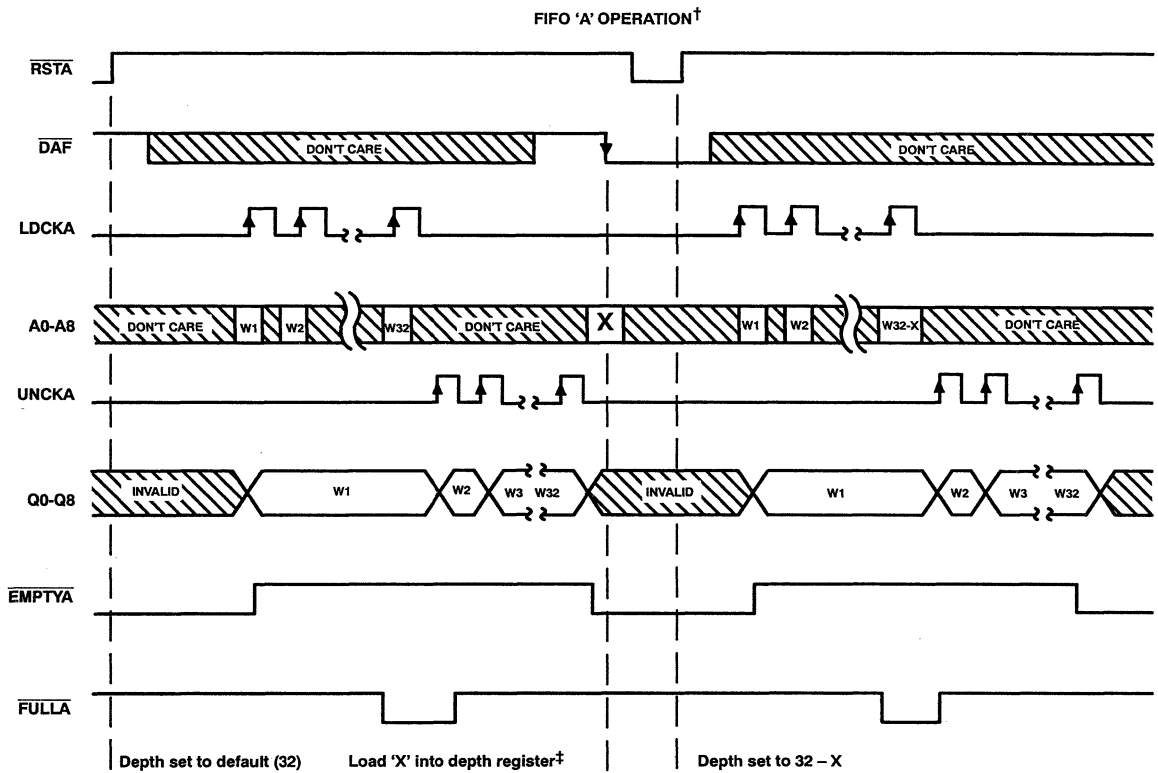 FIFO ‘A’ OPERATION†
RSTA
DAF
DON'T CARE
DON'T CARE
LDCKA
A0-A8
DON'T CARE
W1
W2
W32
DON'T CARE
X
W1
W2
W32-X
DON'T CARE
UNCKA
Q0-Q8
INVALID
W1
W2
W3
W32
INVALID
W1
W2
W3
W32
EMPTYA
FULLA
Depth set to default (32)
Load ‘X’ into depth register‡
Depth set to 32 – X